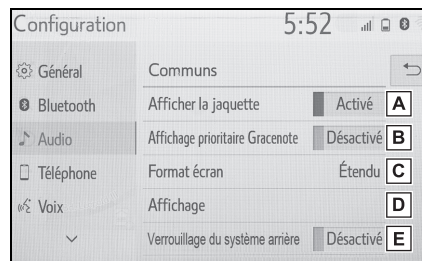 Configuration 5:52
Général
Communs
Bluetooth
Afficher la jaquette Activé A
Audio
Affichage prioritaire Gracenote Désactivé B
Téléphone
Format écran Étendu C
Voix
Affichage D
Verrouillage du système arrière Désactivé E